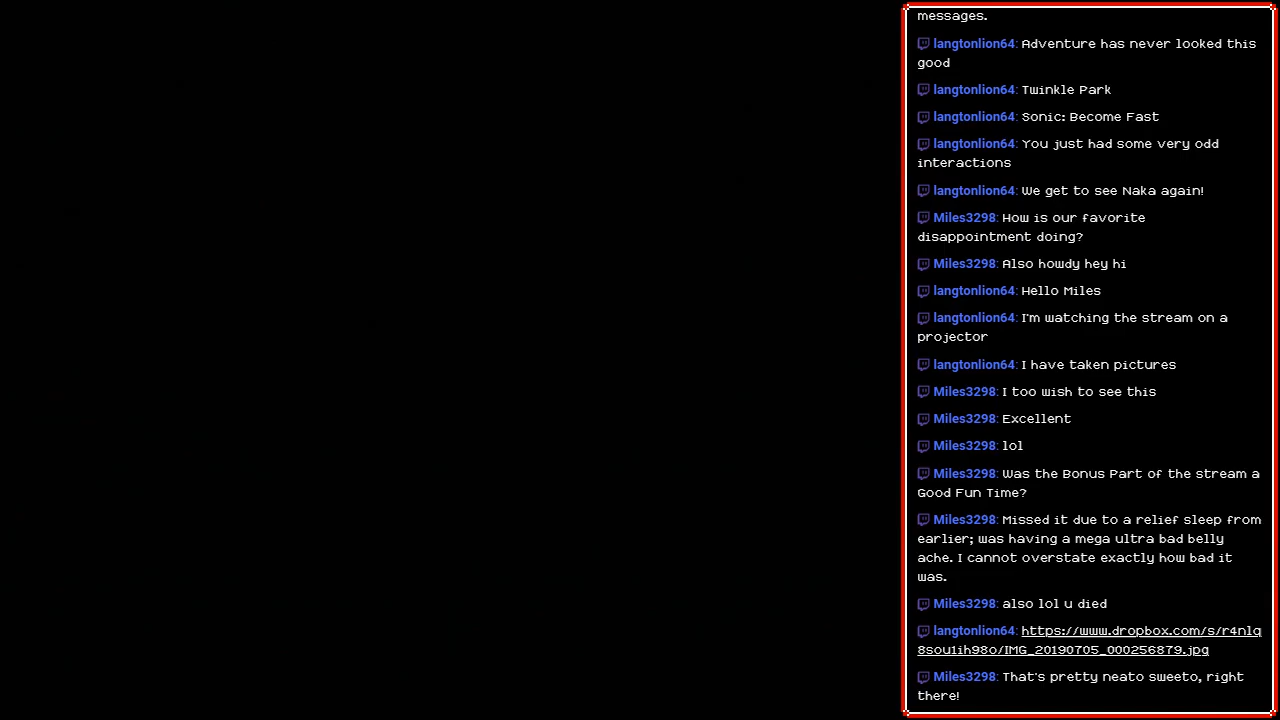 messages.
langtonlion64: Adventure has never looked this
good
langtonlion64: Twinkle Park
langtonlion64: Sonic: Become Fast
langtonlion64: You just had some very odd
interactions
langtonlion64: We get to see Naka again!
Miles3298: How is our favorite
disappointment doing?
Miles3298: Also howdy hey hi
langtonlion64: Hello Miles
langtonlion64: I'm watching the stream on a
projector
langtonlion64: I have taken pictures
Miles3298: I too wish to see this
Miles3298: Excellent
Miles3298: lol
Miles3298: Was the Bonus Part of the stream a
Good Fun Time?
Miles3298: Missed it due to a relief sleep from
earlier; was having a mega ultra bad belly
ache. I cannot overstate exactly how bad it
was.
Miles3298: also lol u died
langtonlion64: https://www.dropbox.com/s/r4nlq
8sou1ih98o/IMG_20190705_000256879.jpg
Miles3298: That's pretty neato sweeto, right
there!